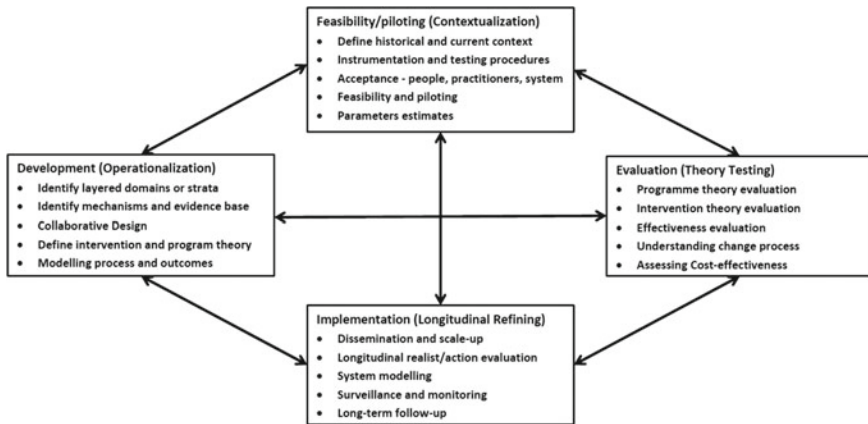 Feasibility/piloting (Contextualization)
• Define historical and current context
• Instrumentation and testing procedures
• Acceptance - people, practitioners, system
• Feasibility and piloting
• Parameters estimates
Development (Operationalization)
• Identify layered domains or strata
• Identify mechanisms and evidence base
• Collaborative Design
• Define intervention and program theory
• Modelling process and outcomes
Evaluation (Theory Testing)
• Programme theory evaluation
• Intervention theory evaluation
• Effectiveness evaluation
• Understanding change process
• Assessing Cost-effectiveness
Implementation (Longitudinal Refining)
• Dissemination and scale-up
• Longitudinal realist/action evaluation
• System modelling
• Surveillance and monitoring
• Long-term follow-up